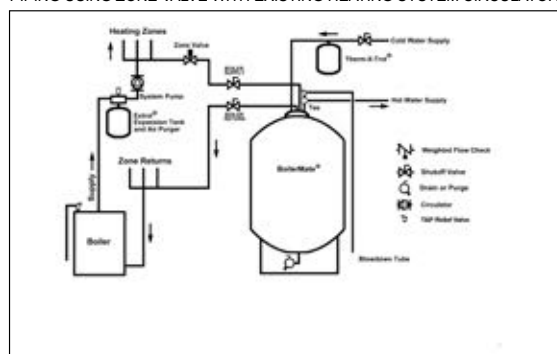 PIPING USING ZONE VALVE WITH EXISTING HEATING SYSTEM CIRCULATOR
Heating Zones
Zone Valve
Cold Water Supply
Therm-X-Trol®
System Pump
Hot Water Supply
Tee
Extrol®
Expansion Tank
and Air Purger
Zone Returns
BoilerMate®
Weighted Flow Check
Shutoff Valve
Drain or Purge
Circulator
T&P Relief Valve
Supply
Boiler
Blowdown Tube